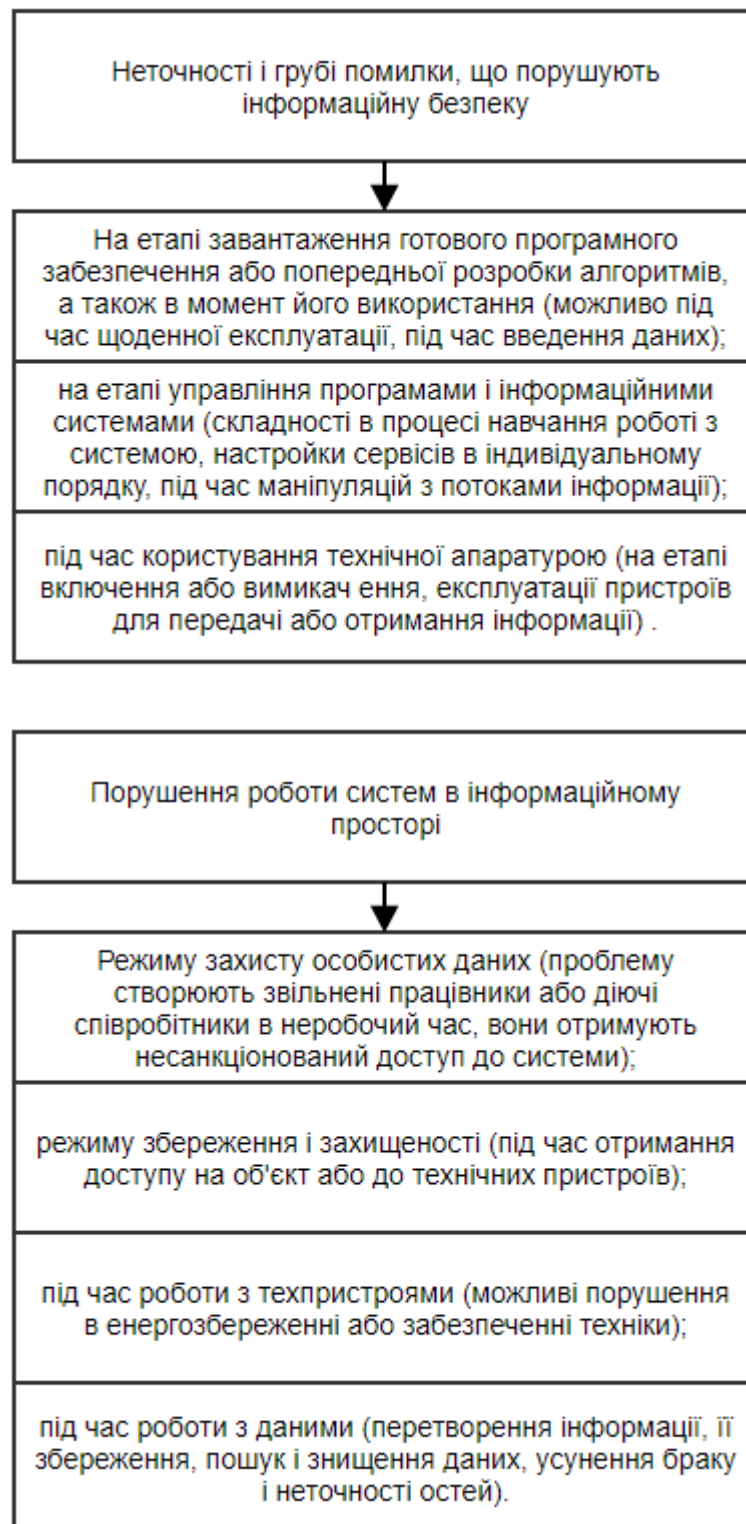 Неточності і грубі помилки, що порушують
інформаційну безпеку
На етапі завантаження готового програмного
забезпечення або попередньої розробки алгоритмів,
а також в момент його використання (можливо під
час щоденної експлуатації, під час введення даних);
на етапі управління програмами і інформаційними
системами (складності в процесі навчання роботі з
системою, настройки сервісів в індивідуальному
порядку, під час маніпуляцій з потоками інформації);
під час користування технічної апаратурою (на етапі
включення або вимикач ення, експлуатації пристроїв
для передачі або отримання інформації) .
Порушення роботи систем в інформаційному
просторі
Режиму захисту особистих даних (проблему
створюють звільнені працівники або діючі
співробітники в неробочий час, вони отримують
несанкціонований доступ до системи);
режиму збереження і захищеності (під час отримання
доступу на об'єкт або до технічних пристроїв);
під час роботи з техпристроями (можливі порушення
в енергозбереженні або забезпеченні техніки);
під час роботи з даними (перетворення інформації, її
збереження, пошук і знищення даних, усунення браку
і неточності остей).